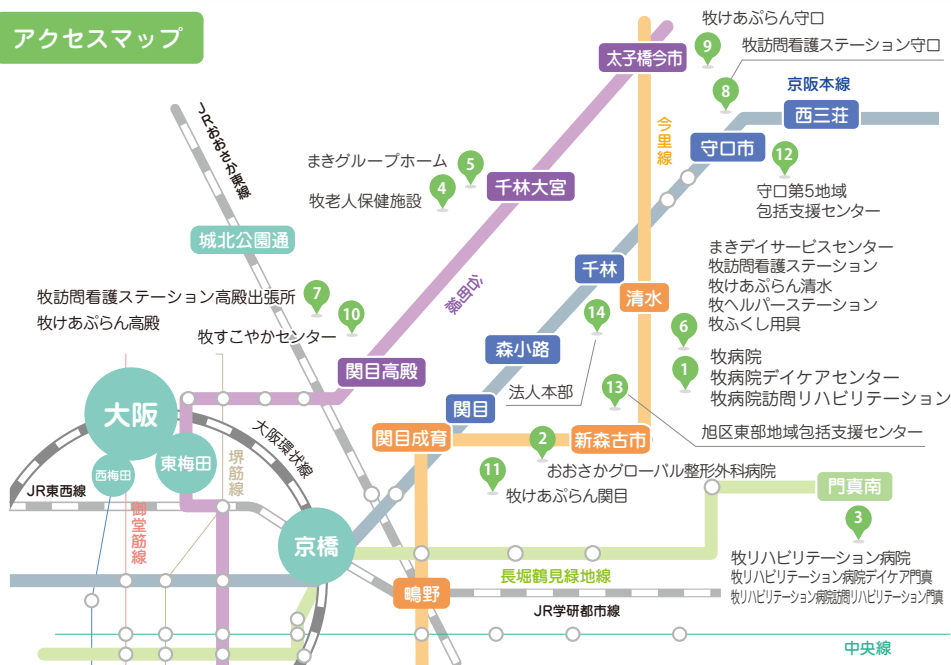 アクセスマップ
牧けあぷらん守口
9
太子橋今市
牧訪問看護ステーション守口
8
京阪本線
西三荘
JRおおさか東線
今里線
守口市
12
まきグループホーム
5
牧老人保健施設
4
千林大宮
守口第5地域
包括支援センター
城北公園通
まきデイサービスセンター
牧訪問看護ステーション
牧けあぷらん清水
牧ヘルパーステーション
牧ふくし用具
6
千林
清水
谷町線
牧訪問看護ステーション高殿出張所
牧けあぷらん高殿
7
10
牧すこやかセンター
14
森小路
牧病院
牧病院デイケアセンター
牧病院訪問リハビリテーション
1
関目高殿
法人本部
13
大阪
関目
関目成育
2
新森古市
旭区東部地域包括支援センター
大阪環状線
堺筋線
西梅田
東梅田
おおさかグローバル整形外科病院
11
牧けあぷらん関目
JR東西線
御堂筋線
門真南
3
京橋
牧リハビリテーション病院
牧リハビリテーション病院デイケア門真
牧リハビリテーション病院訪問リハビリテーション門真
長堀鶴見緑地線
鴫野
JR学研都市線
中央線